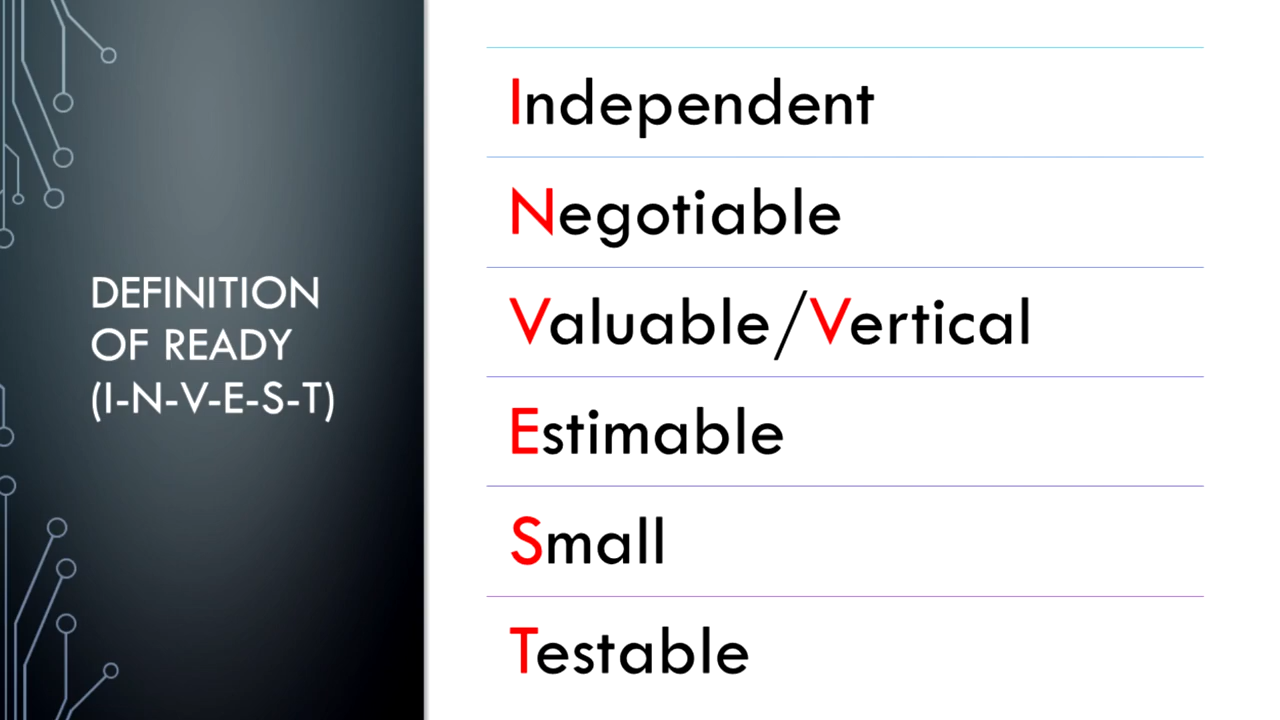 DEFINITION
OF READY
(I-N-V-E-S-T)
Independent
Negotiable
Valuable/Vertical
Estimable
Small
Testable